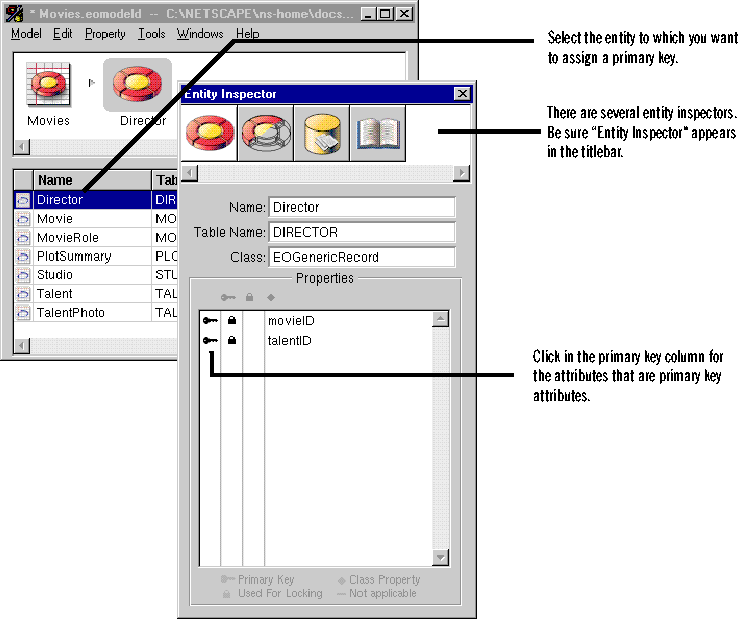 * Movies.eomodeld -- C:\NETSCAPE\ns-home\docs...
Model Edit Property Tools Windows Help
Movies
Director
Name Tab
Director DIR
Movie MO
MovieRole MO
PlotSummary PLO
Studio STU
Talent TAL
TalentPhoto TAL
Entity Inspector
Name: Director
Table Name: DIRECTOR
Class: EOGenericRecord
Properties
movieID
talentID
Primary Key
Class Property
Used For Locking
Not applicable
Select the entity to which you want
to assign a primary key.
There are several entity inspectors.
Be sure "Entity Inspector" appears
in the titlebar.
Click in the primary key column for
the attributes that are primary key
attributes.